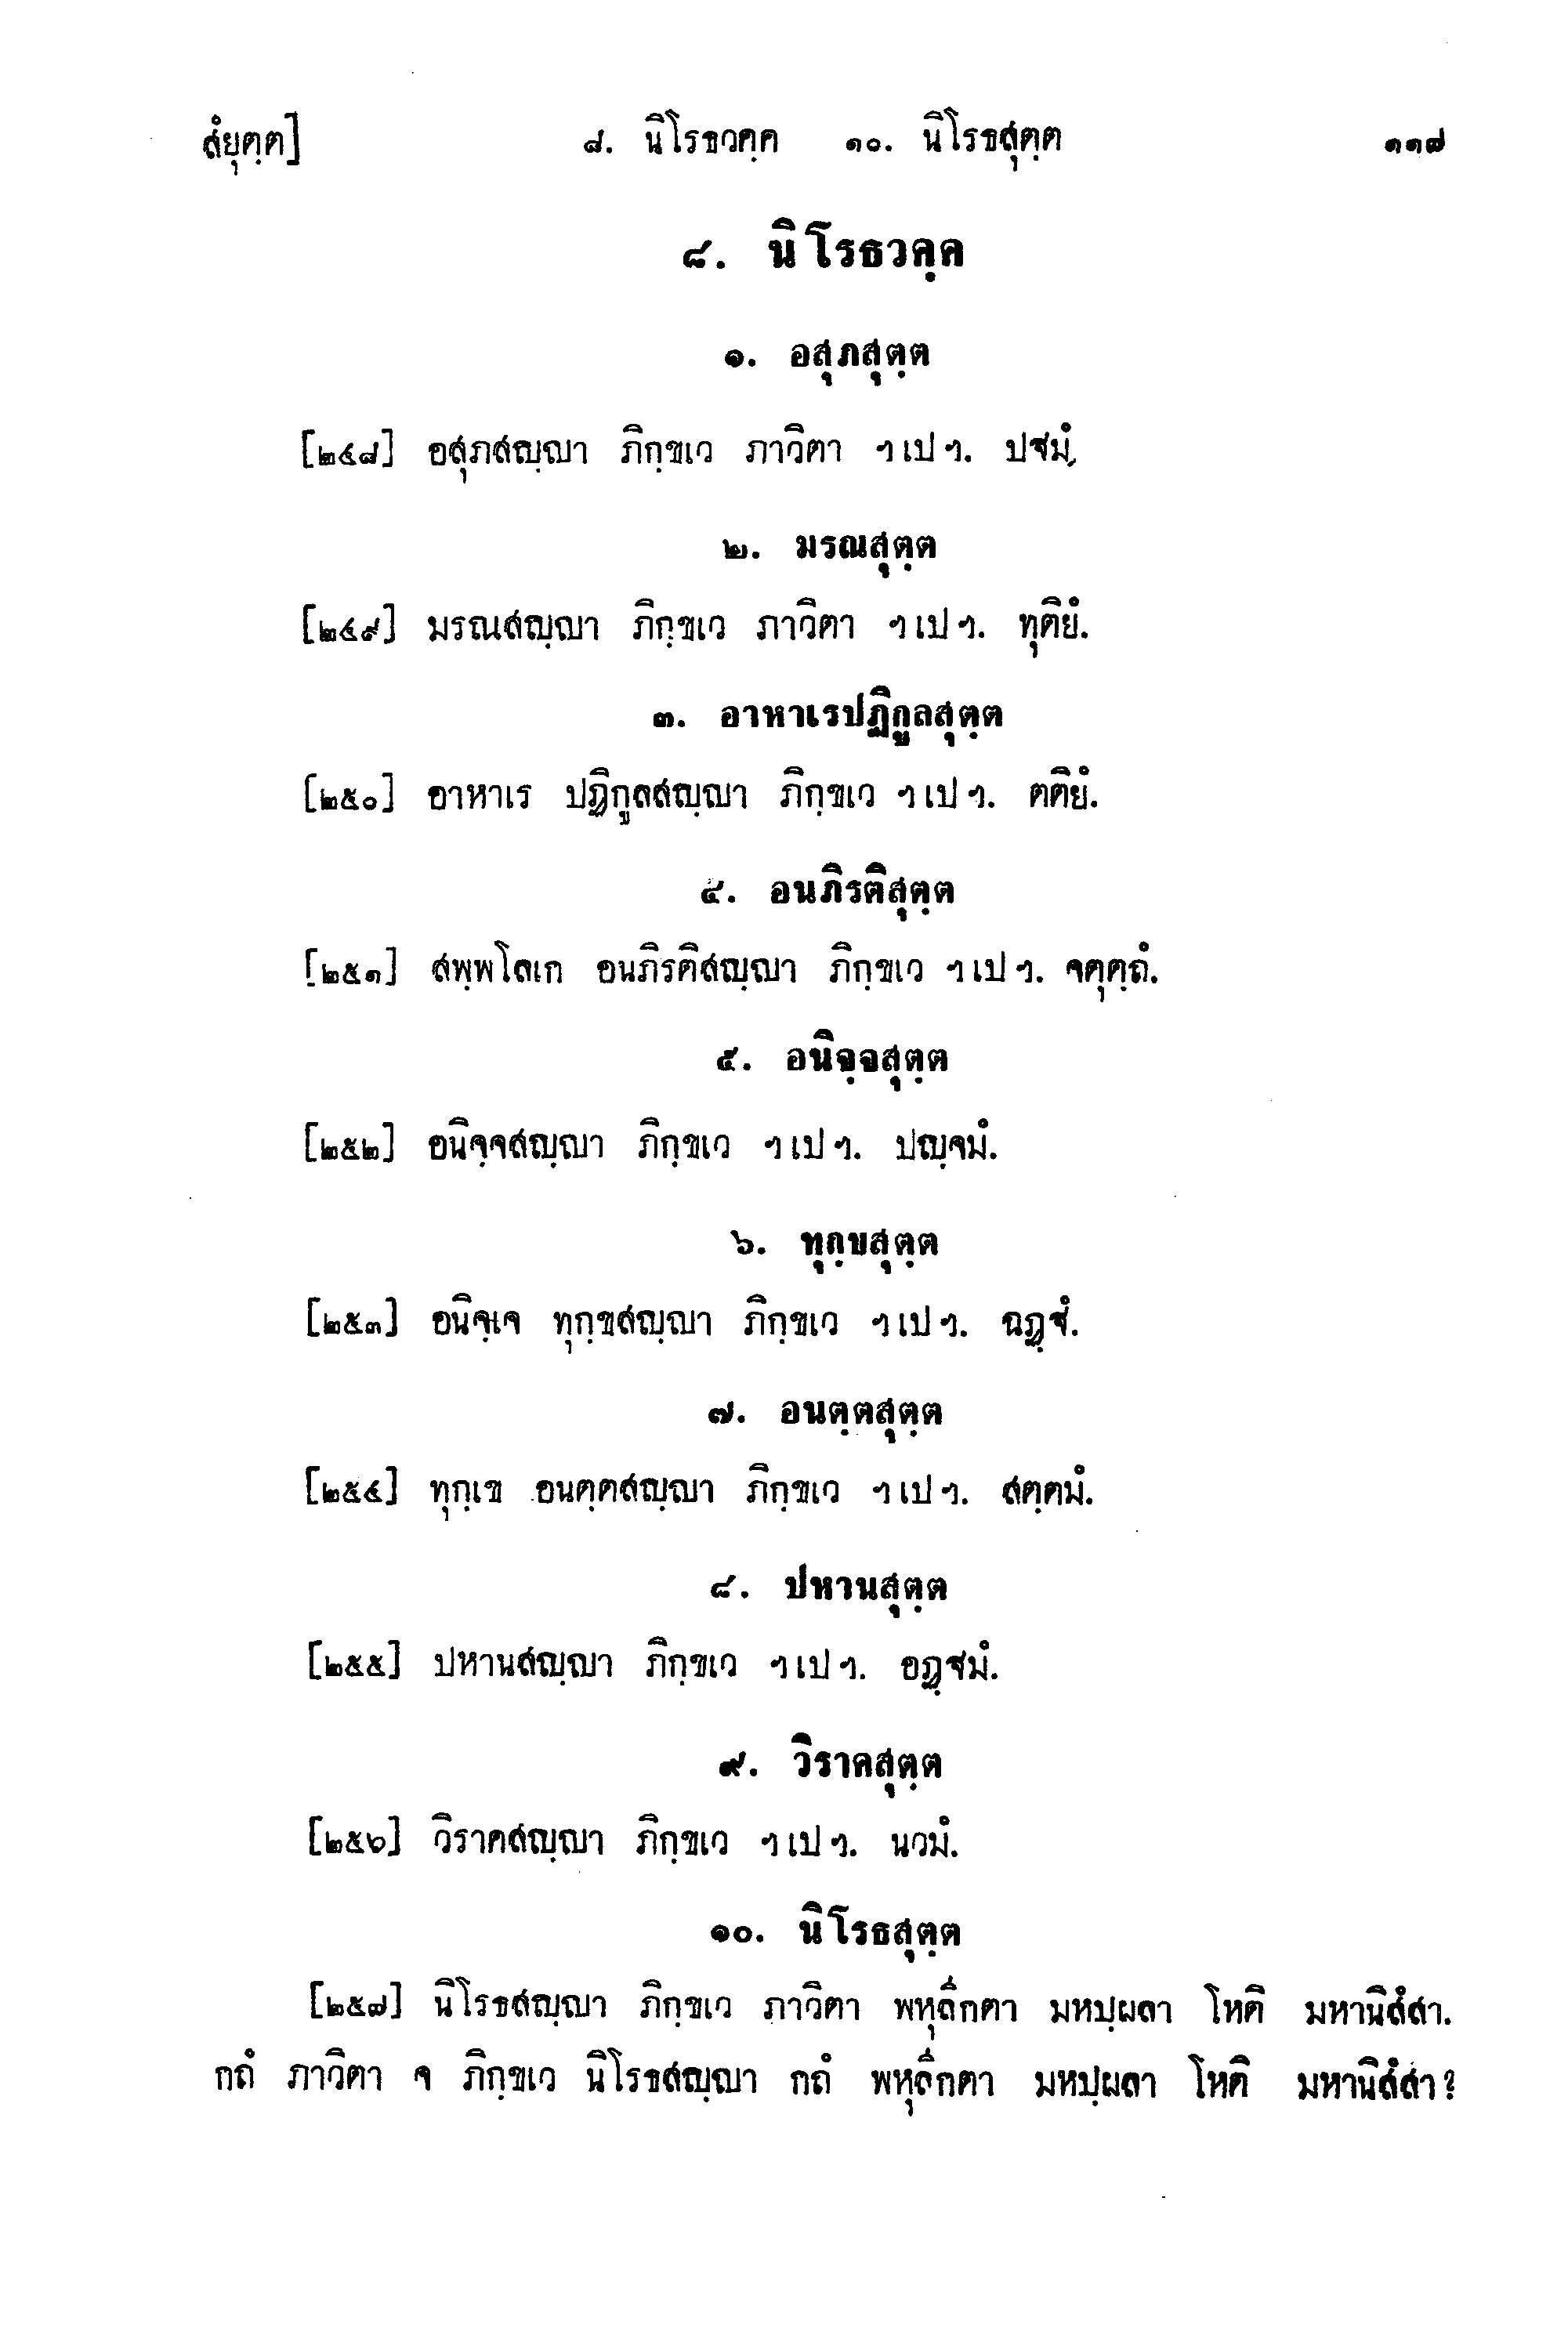 สํยุตฺต] ๘. นิโรธวคฺค ๑๐. นิโรธสุตฺต ๑๑๗
๘. นิโรธวคฺค
๑. อสุภสุตฺต
[๒๔๘] อสุภสญฺญา ภิกฺขเว ภาวิตา ฯเปฯ. ปฐมํ.
๒. มรณสุตฺต
[๒๔๙] มรณสญฺญา ภิกฺขเว ภาวิตา ฯเปฯ. ทุติยํ.
๓. อาหาเรปฏิกูลสุตฺต
[๒๕๐] อาหาเร ปฏิกูลสญฺญา ภิกฺขเว ฯเปฯ. ตติยํ.
๔. อนภิรติสุตฺต
[๒๕๑] สพฺพโลเก อนภิรติสญฺญา ภิกฺขเว ฯเปฯ. จตุตฺถํ.
๕. อนิจฺจสุตฺต
[๒๕๒] อนิจฺจสญฺญา ภิกฺขเว ฯเปฯ. ปญฺจมํ.
๖. ทุกฺขสุตฺต
[๒๕๓] อนิจฺเจ ทุกฺขสญฺญา ภิกฺขเว ฯเปฯ. ฉฏฺฐํ.
๗. อนตฺตสุตฺต
[๒๕๔] ทุกฺเข อนตฺตสญฺญา ภิกฺขเว ฯเปฯ. สตฺตมํ.
๘. ปหานสุตฺต
[๒๕๕] ปหานสญฺญา ภิกฺขเว ฯเปฯ. อฏฺฐมํ.
๙. วิราคสุตฺต
[๒๕๖] วิราคสญฺญา ภิกฺขเว ฯเปฯ. นวมํ.
๑๐. นิโรธสุตฺต
[๒๕๗] นิโรธสญฺญา ภิกฺขเว ภาวิตา พหุลีกตา มหปฺผลา โหติ มหานิสํสา.
กถํ ภาวิตา จ ภิกฺขเว นิโรธสญฺญา กถํ พหุลีกตา มหปฺผลา โหติ มหานิสํสา?